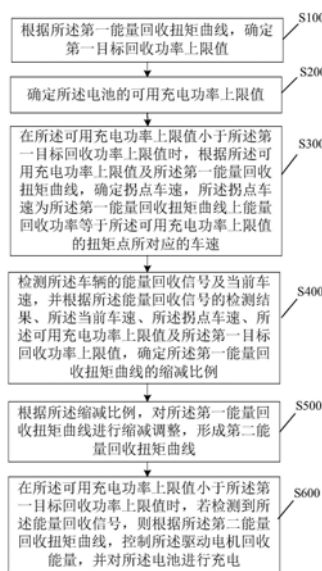 根据所述第一能量回收扭矩曲线，确定
第一目标回收功率上限值
S100
确定所述电池的可用充电功率上限值
S200
在所述可用充电功率上限值小于所述第
一目标回收功率上限值时，根据所述可
用充电功率上限值及所述第一能量回收
扭矩曲线，确定拐点车速，所述拐点车
速为所述第一能量回收扭矩曲线上能量
回收功率等于所述可用充电功率上限值
的扭矩点所对应的车速
S300
检测所述车辆的能量回收信号及当前车
速，并根据所述能量回收信号的检测结
果、所述当前车速、所述拐点车速、所
述可用充电功率上限值及所述第一目标
回收功率上限值，确定所述第一能量回
收扭矩曲线的缩减比例
S400
根据所述缩减比例，对所述第一能量回
收扭矩曲线进行缩减调整，形成第二能
量回收扭矩曲线
S500
在所述可用充电功率上限值小于所述第
一目标回收功率上限值时，若检测到所
述能量回收信号，则根据所述第二能量
回收扭矩曲线，控制所述驱动电机回收
能量，并对所述电池进行充电
S600